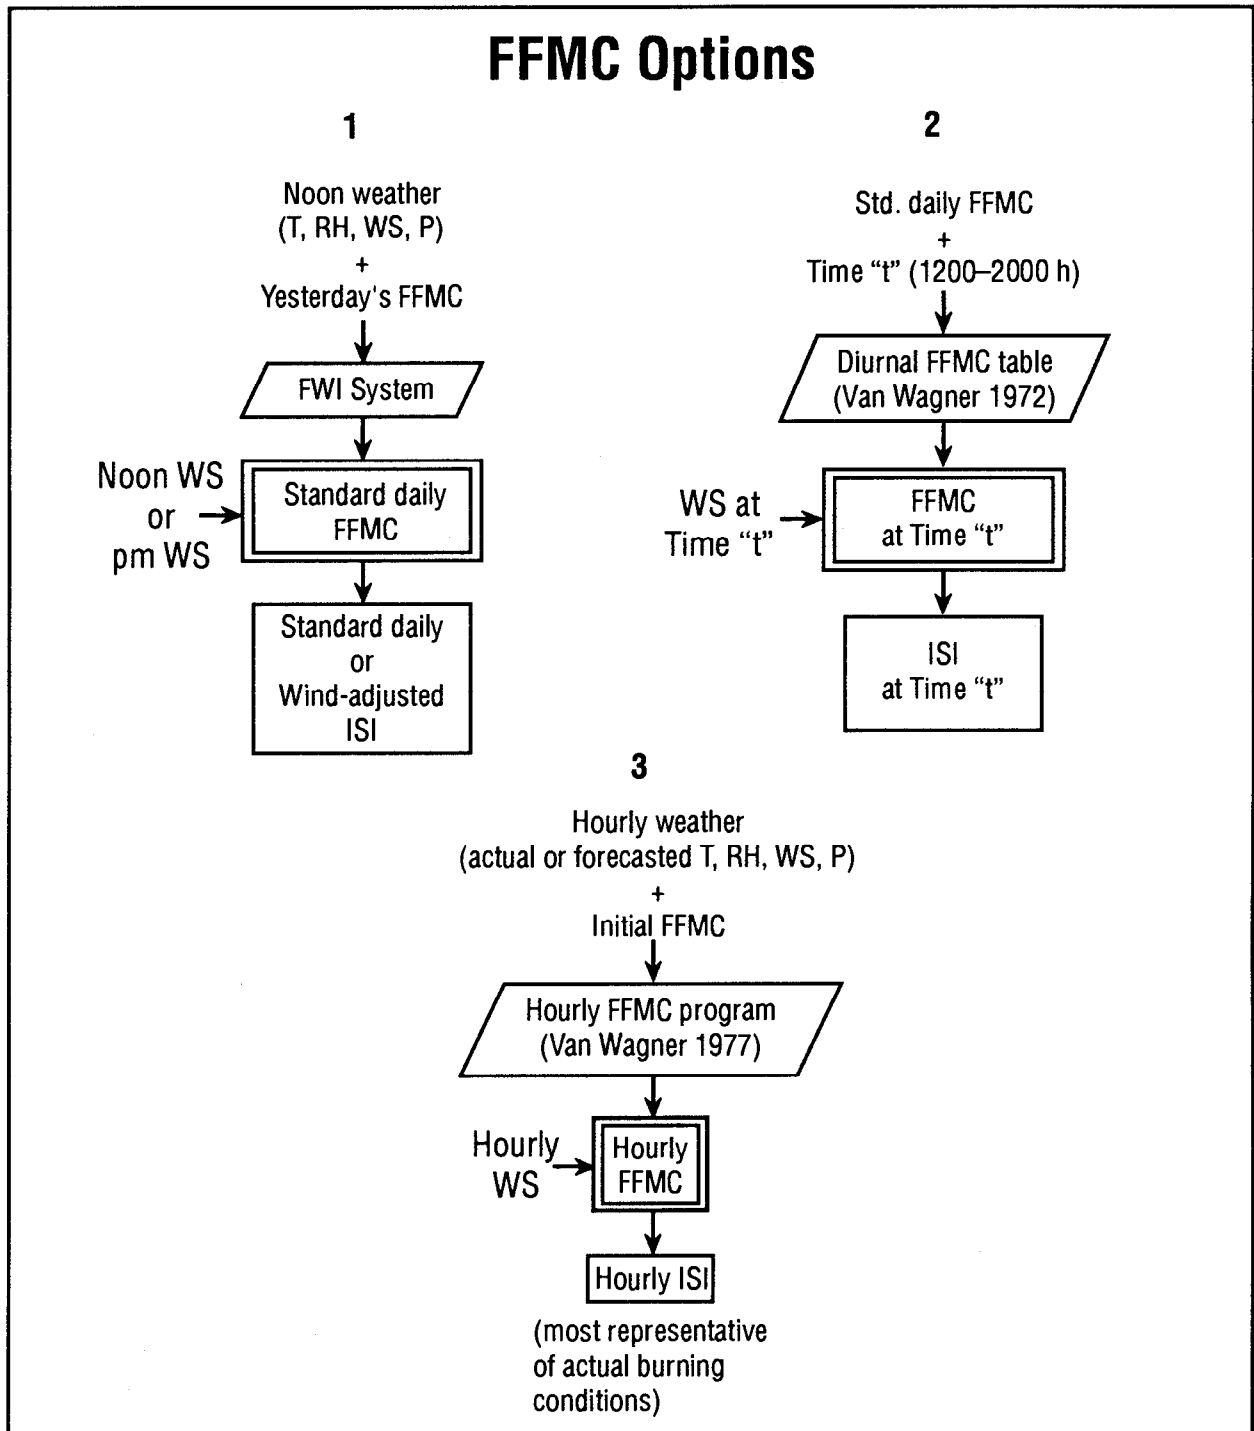 FFMC Options
1
Noon weather
(T, RH, WS, P)
+
Yesterday's FFMC
FWI System
Noon WS
or
pm WS
Standard daily
FFMC
Standard daily
or
Wind-adjusted
ISI
2
Std. daily FFMC
+
Time “t” (1200–2000 h)
Diurnal FFMC table
(Van Wagner 1972)
WS at
Time “t”
FFMC
at Time “t”
ISI
at Time “t”
3
Hourly weather
(actual or forecasted T, RH, WS, P)
+
Initial FFMC
Hourly FFMC program
(Van Wagner 1977)
Hourly
WS
Hourly
FFMC
Hourly ISI
(most representative
of actual burning
conditions)